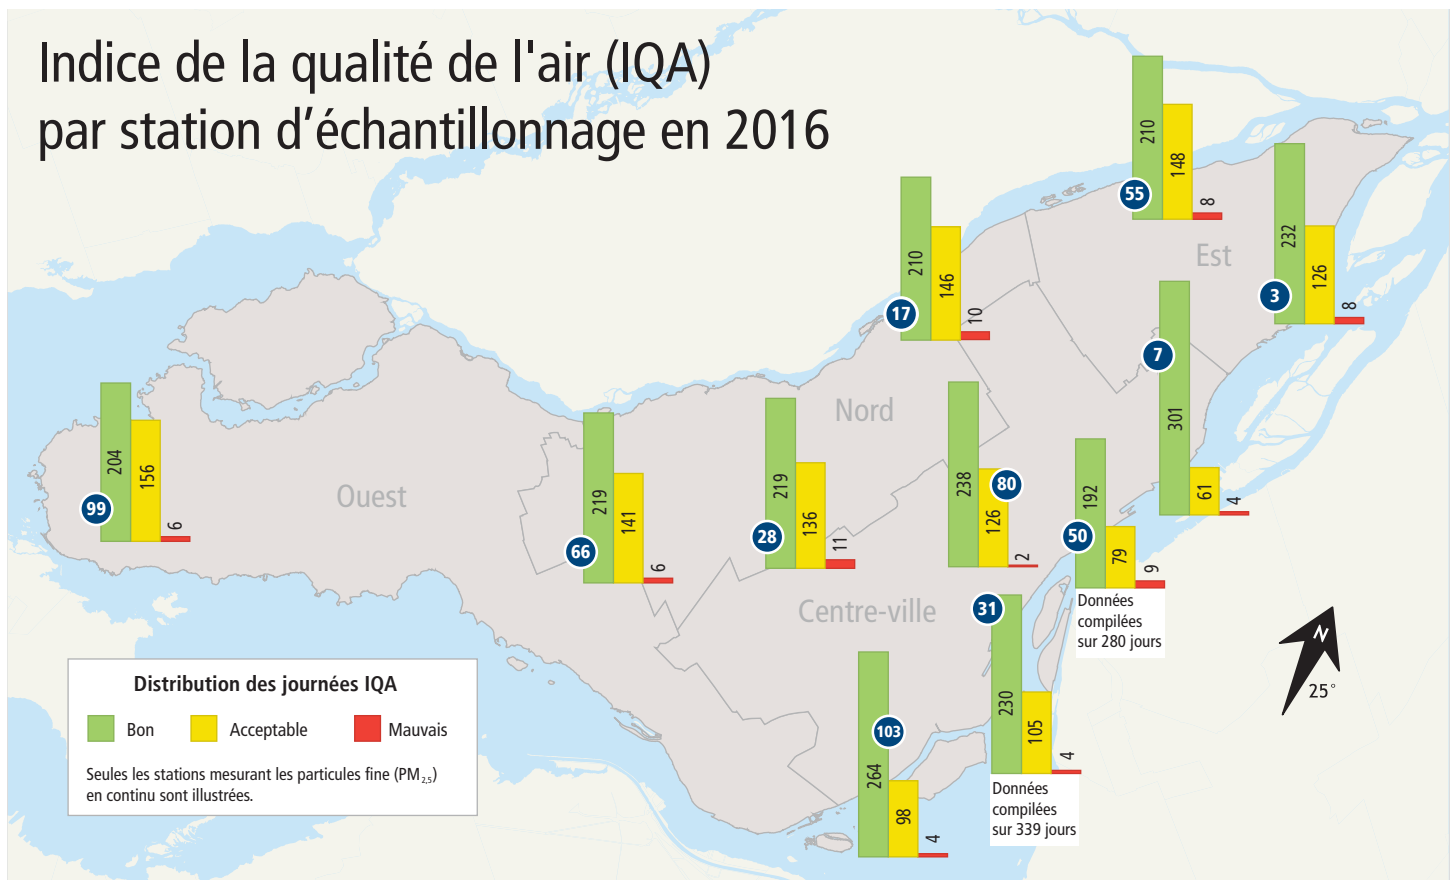 Indice de la qualité de l'air (IQA)
par station d’échantillonnage en 2016
210
148
8
55
Est
232
126
8
3
210
146
10
17
301
61
4
7
Nord
204
156
6
99
Ouest
219
141
6
66
219
136
11
28
238
126
2
80
192
79
9
50
Données
compilées
sur 280 jours
Centre-ville
230
105
4
31
Données
compilées
sur 339 jours
264
98
4
103
N
25°
Distribution des journées IQA
Bon
Acceptable
Mauvais
Seules les stations mesurant les particules fine (PM2,5)
en continu sont illustrées.